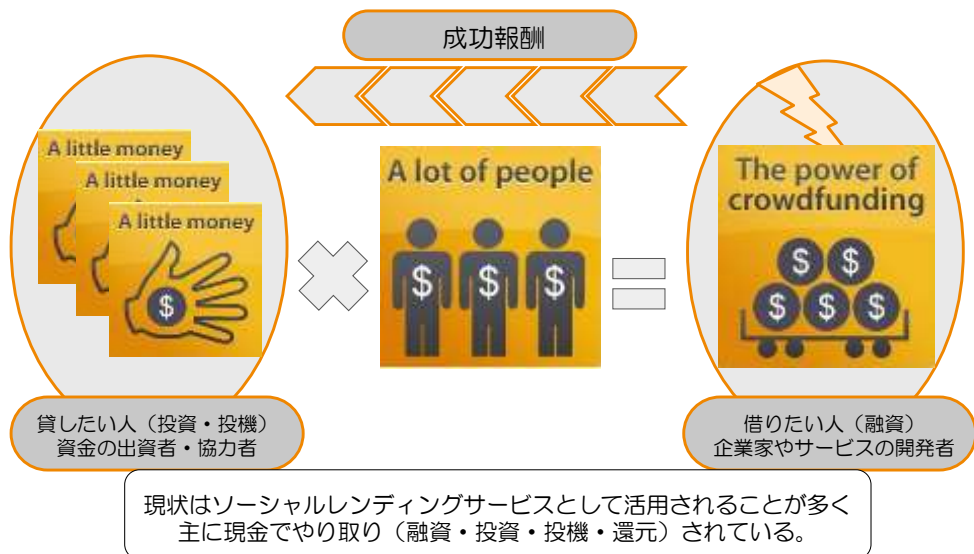 成功報酬
A little money
A little money
A little money
$
A lot of people
$ $ $
The power of
crowdfunding
$ $
$ $ $
貸したい人（投資・投機）
資金の出資者・協力者
借りたい人（融資）
企業家やサービスの開発者
現状はソーシャルレンディングサービスとして活用されることが多く
主に現金でやり取り（融資・投資・投機・還元）されている。